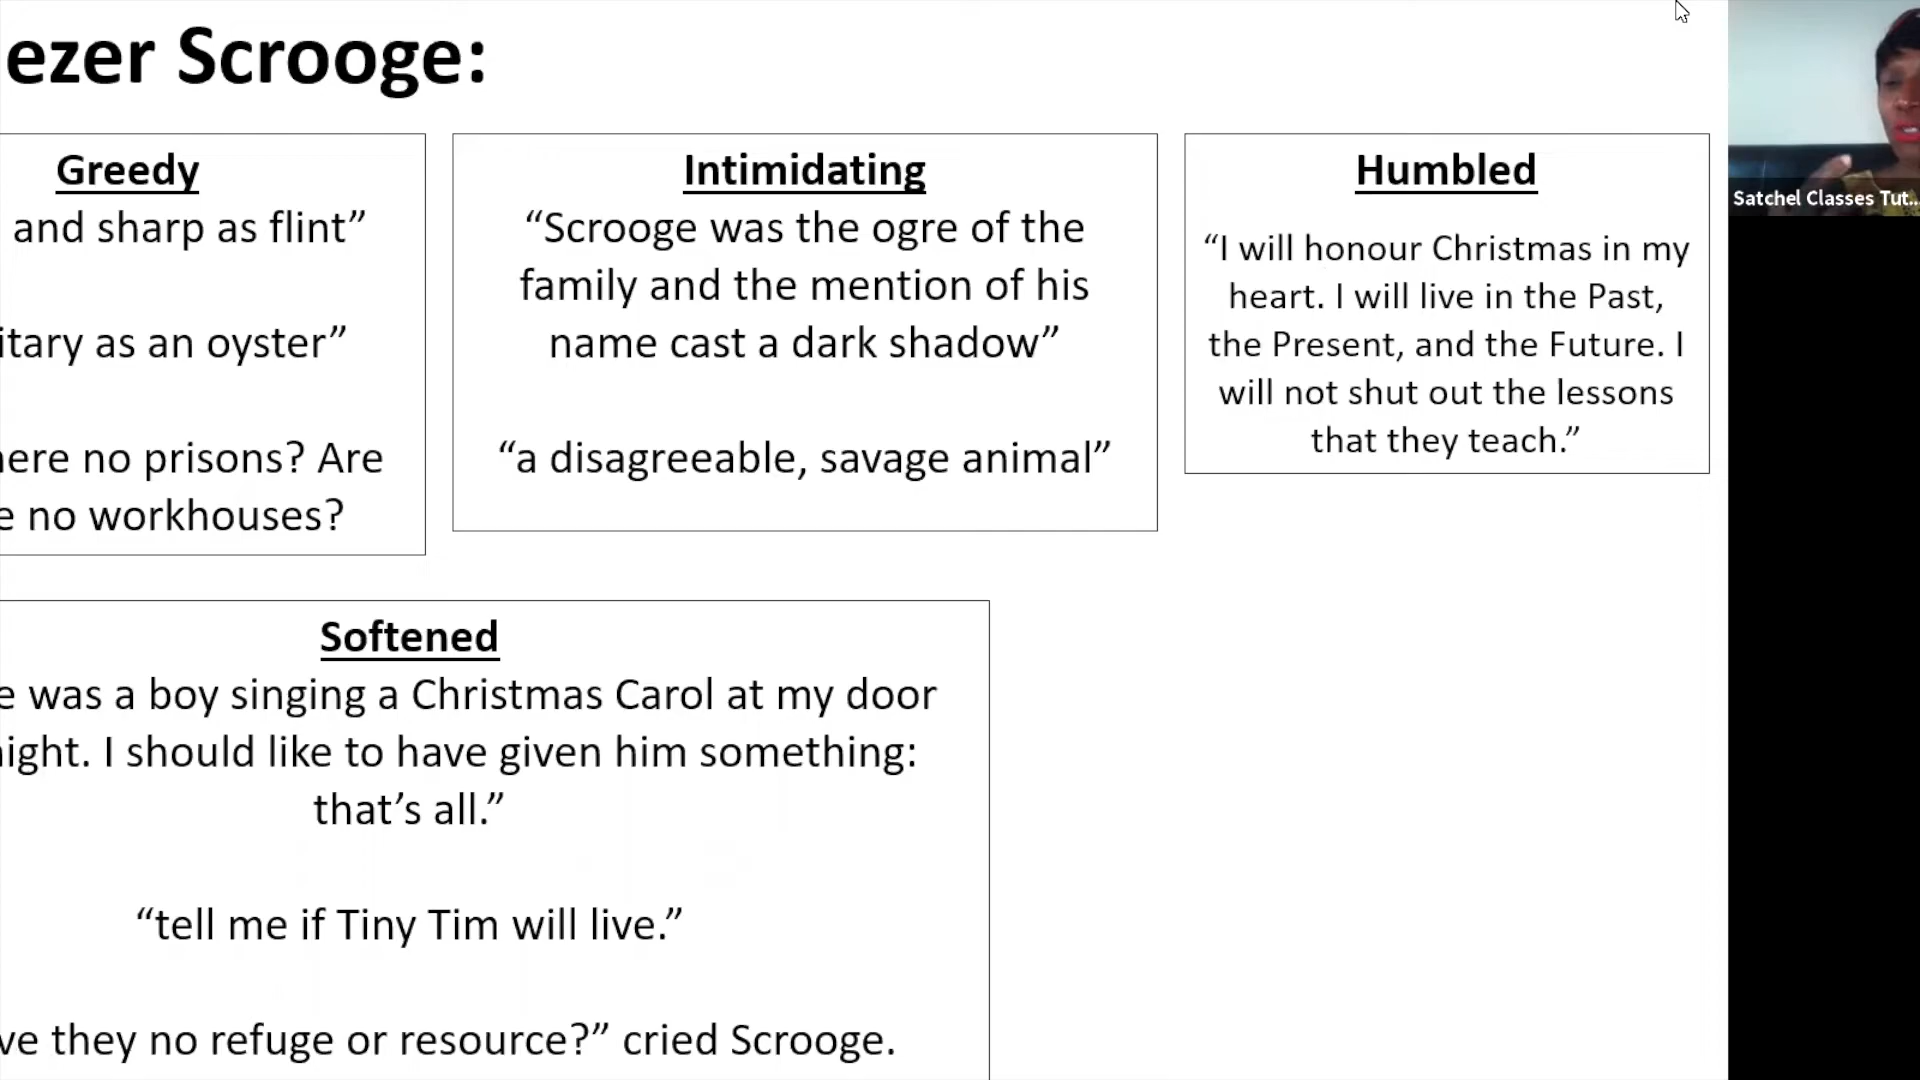 ezer Scrooge:
Greedy
and sharp as flint”
itary as an oyster”
ere no prisons? Are
e no workhouses?
Intimidating
“Scrooge was the ogre of the
family and the mention of his
name cast a dark shadow”
“a disagreeable, savage animal”
Humbled
“I will honour Christmas in my
heart. I will live in the Past,
the Present, and the Future. I
will not shut out the lessons
that they teach.”
Satchel Classes Tut...
Softened
e was a boy singing a Christmas Carol at my door
ight. I should like to have given him something:
that’s all.”
“tell me if Tiny Tim will live.”
ve they no refuge or resource?” cried Scrooge.